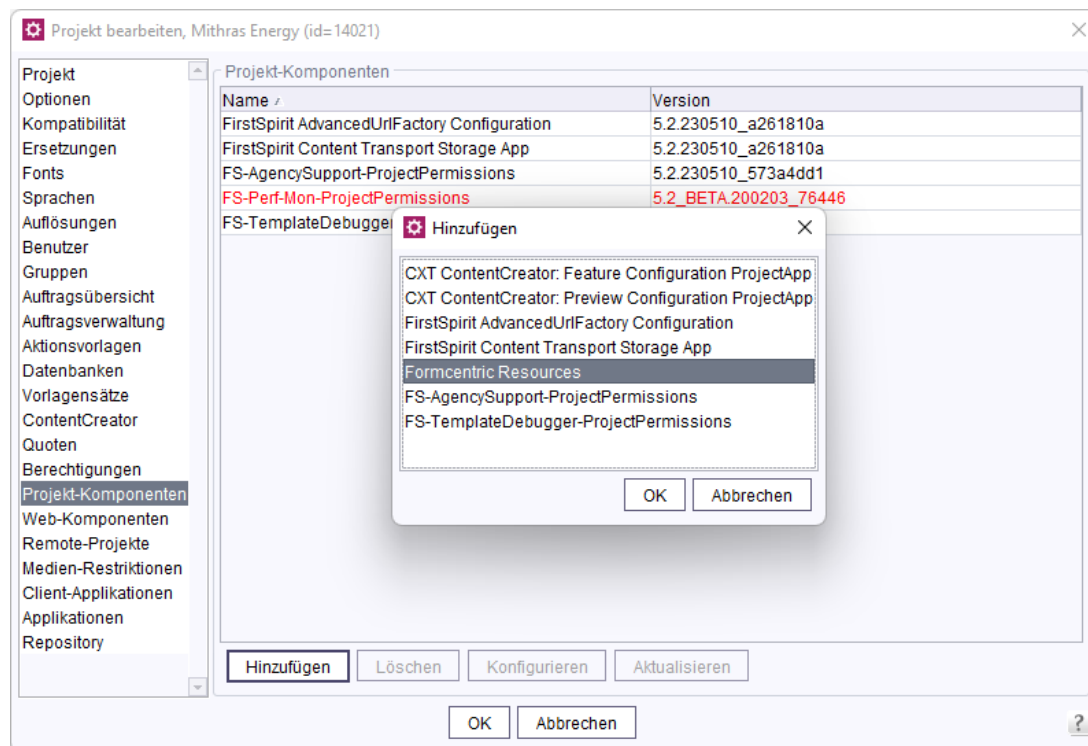 Projekt bearbeiten, Mithras Energy (id=14021)
Projekt
Optionen
Kompatibilität
Ersetzungen
Fonts
Sprachen
Auflösungen
Benutzer
Gruppen
Auftragsübersicht
Auftragsverwaltung
Aktionsvorlagen
Datenbanken
Vorlagensätze
ContentCreator
Quoten
Berechtigungen
Projekt-Komponenten
Web-Komponenten
Remote-Projekte
Medien-Restriktionen
Client-Applikationen
Applikationen
Repository
Projekt-Komponenten
Name Version
FirstSpirit AdvancedUrlFactory Configuration 5.2.230510_a261810a
FirstSpirit Content Transport Storage App 5.2.230510_a261810a
FS-AgencySupport-ProjectPermissions 5.2.230510_573a4dd1
FS-Perf-Mon-ProjectPermissions 5.2_BETA.200203_76446
FS-TemplateDebugger
Hinzufügen
CXT ContentCreator: Feature Configuration ProjectApp
CXT ContentCreator: Preview Configuration ProjectApp
FirstSpirit AdvancedUrlFactory Configuration
FirstSpirit Content Transport Storage App
Formcentric Resources
FS-AgencySupport-ProjectPermissions
FS-TemplateDebugger-ProjectPermissions
OK Abbrechen
Hinzufügen Löschen Konfigurieren Aktualisieren
OK Abbrechen ?